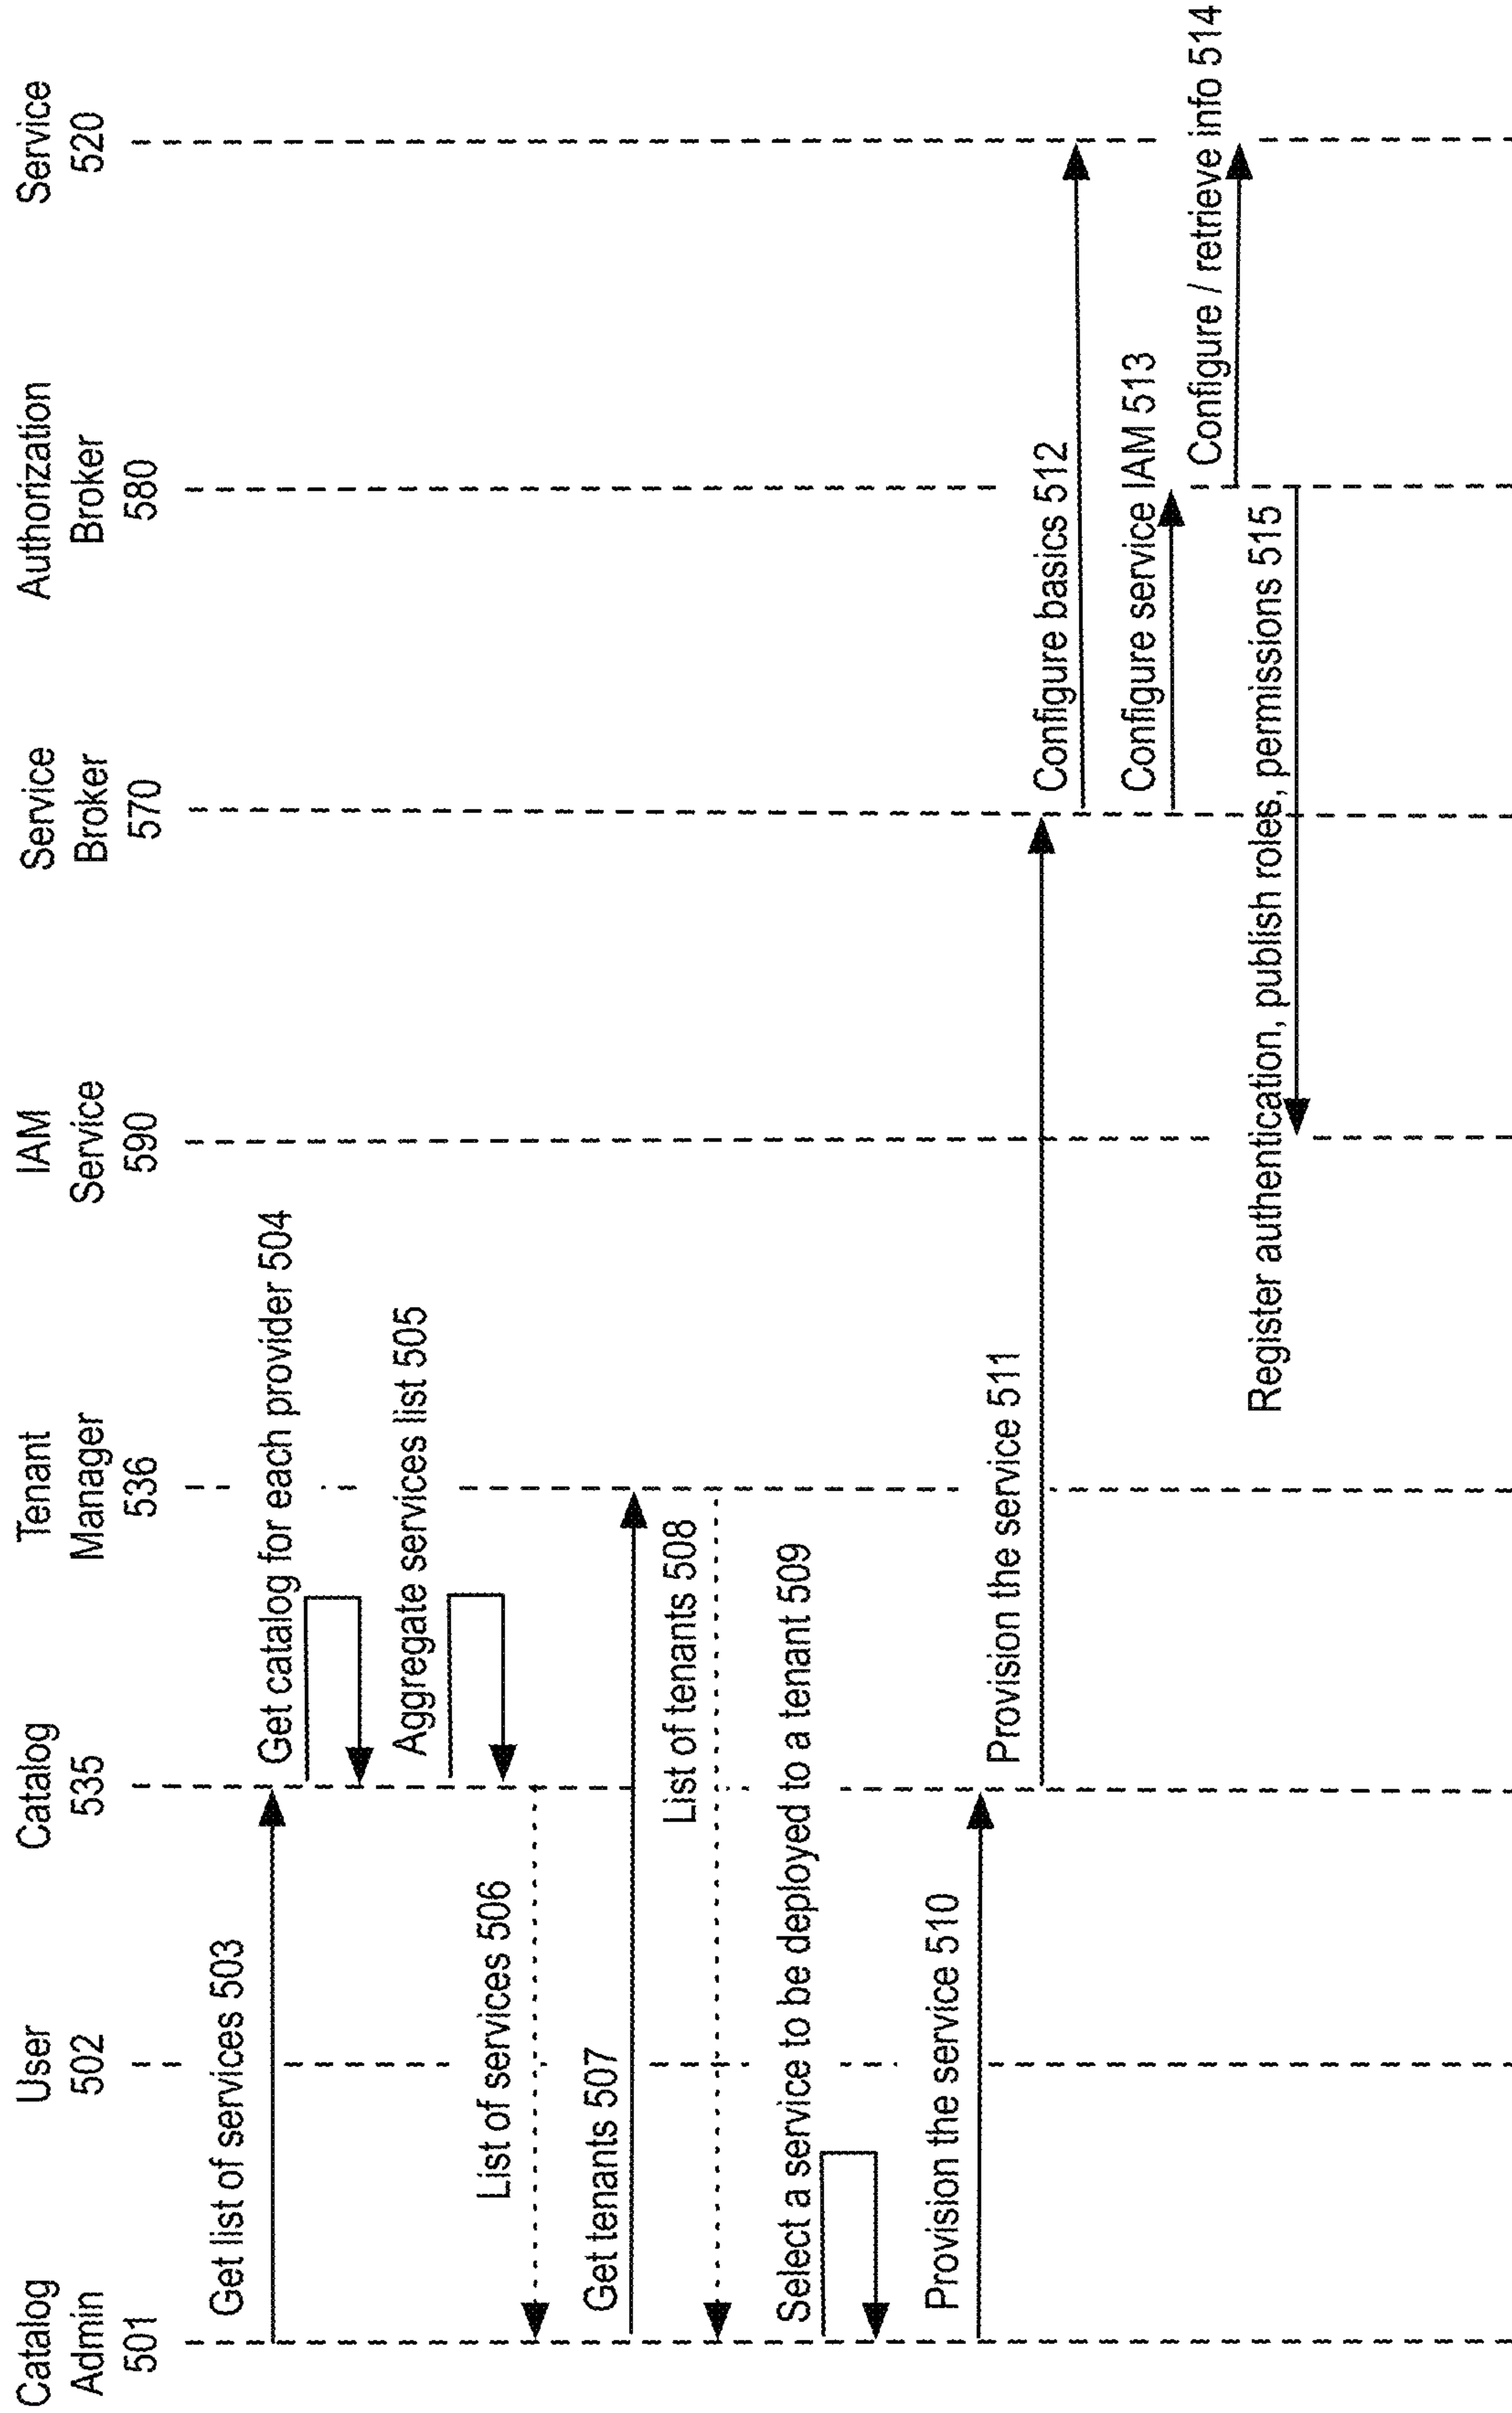 Catalog
Admin
501
User
502
Catalog
535
Tenant
Manager
536
IAM
Service
590
Service
Broker
570
Authorization
Broker
580
Service
520
Get list of services 503
Get catalog for each provider 504
Aggregate services list 505
List of services 506
Get tenants 507
List of tenants 508
Select a service to be deployed to a tenant 509
Provision the service 510
Provision the service 511
Configure basics 512
Configure service IAM 513
Configure / retrieve info 514
Register authentication, publish roles, permissions 515